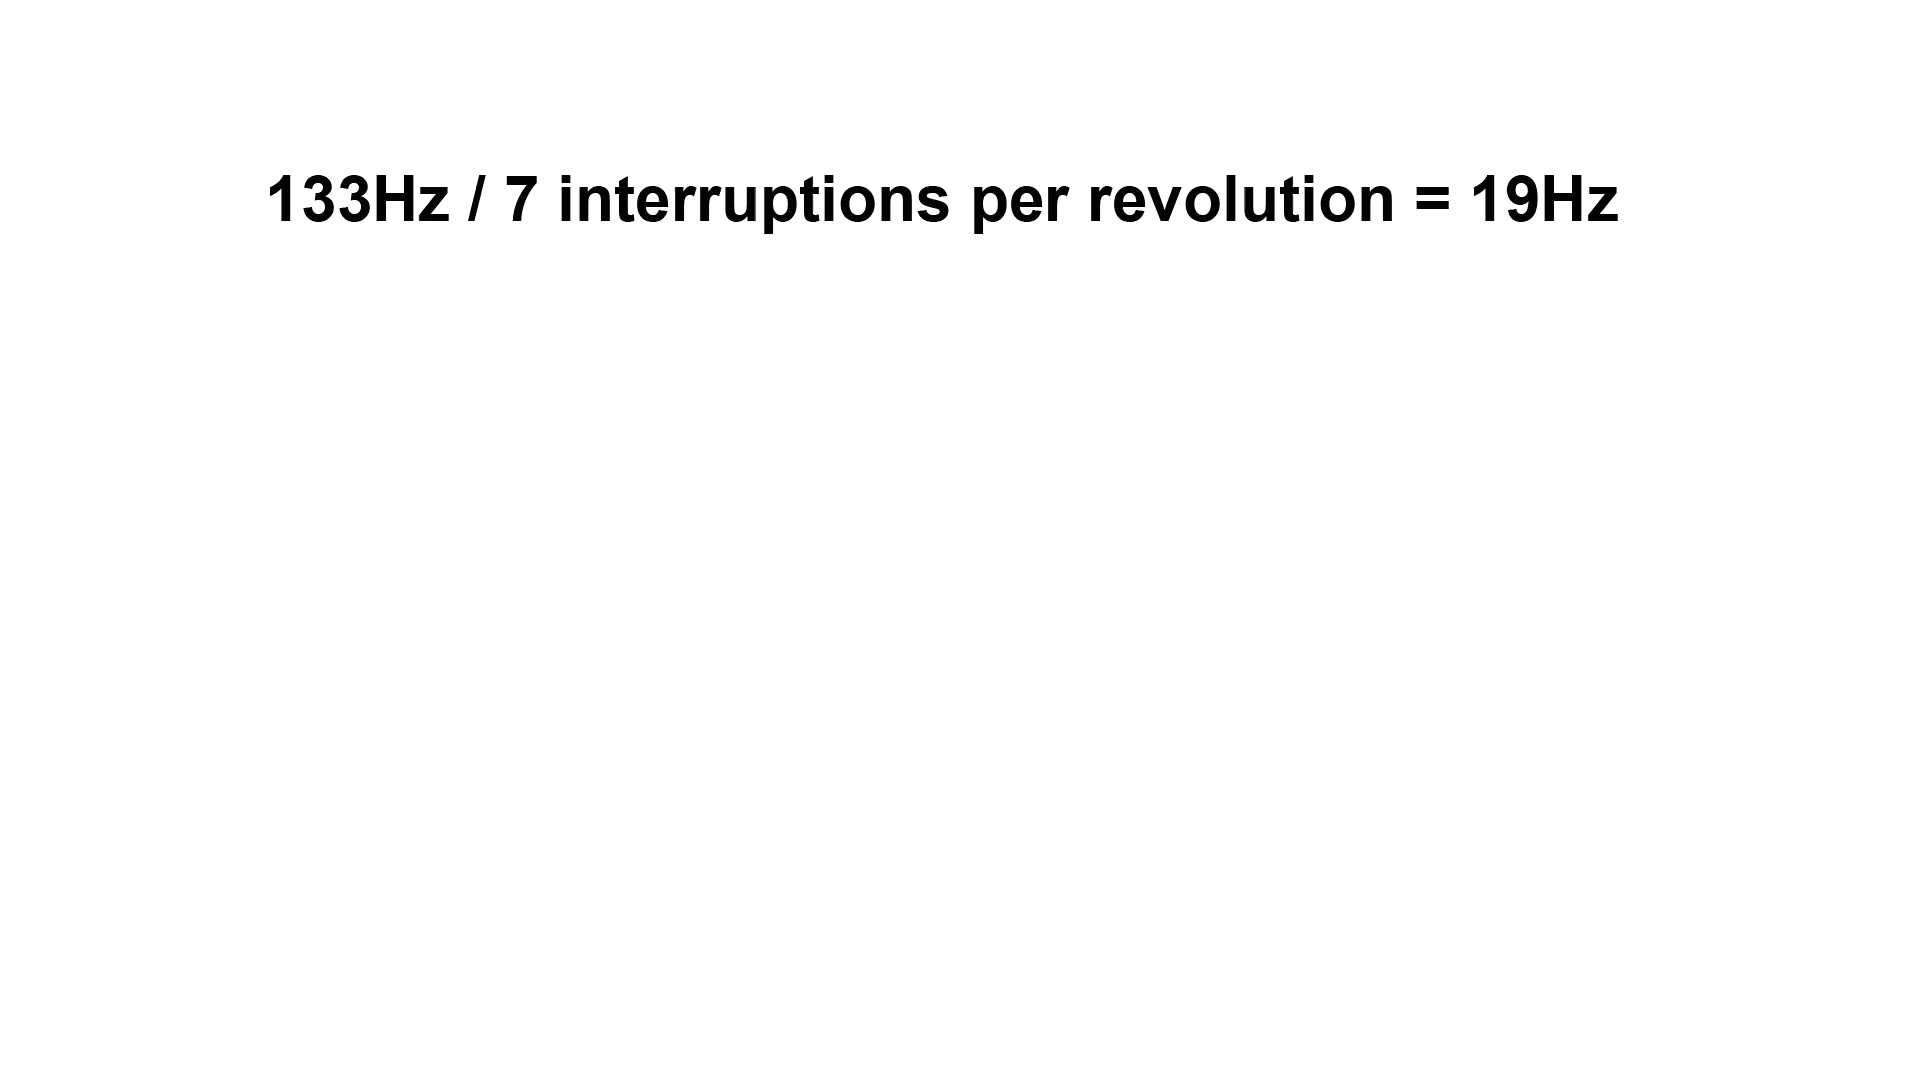 133Hz / 7 interruptions per revolution = 19Hz